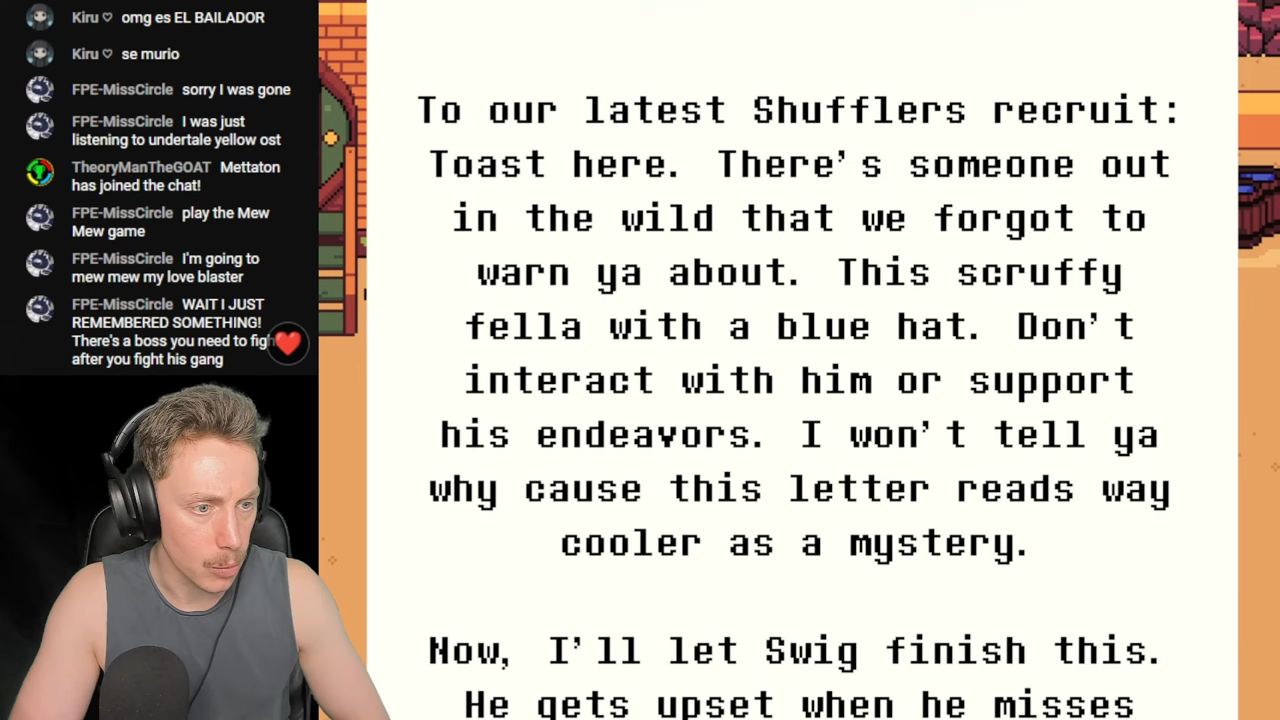 Kiru ♡ omg es EL BAILADOR
Kiru ♡ se murio
FPE-MissCircle sorry I was gone
FPE-MissCircle I was just
listening to undertale yellow ost
TheoryManTheGOAT Mettaton
has joined the chat!
FPE-MissCircle play the Mew
Mew game
FPE-MissCircle I'm going to
mew mew my love blaster
FPE-MissCircle WAIT I JUST
REMEMBERED SOMETHING!
There's a boss you need to
after you fight his gang
To our latest Shufflers recruit:
Toast here. There's someone out
in the wild that we forgot to
warn ya about. This scruffy
fella with a blue hat. Don't
interact with him or support
his endeavors. I won't tell ya
why cause this letter reads way
cooler as a mystery.
Now, I'll let Swig finish this.
He gets upset when he misses